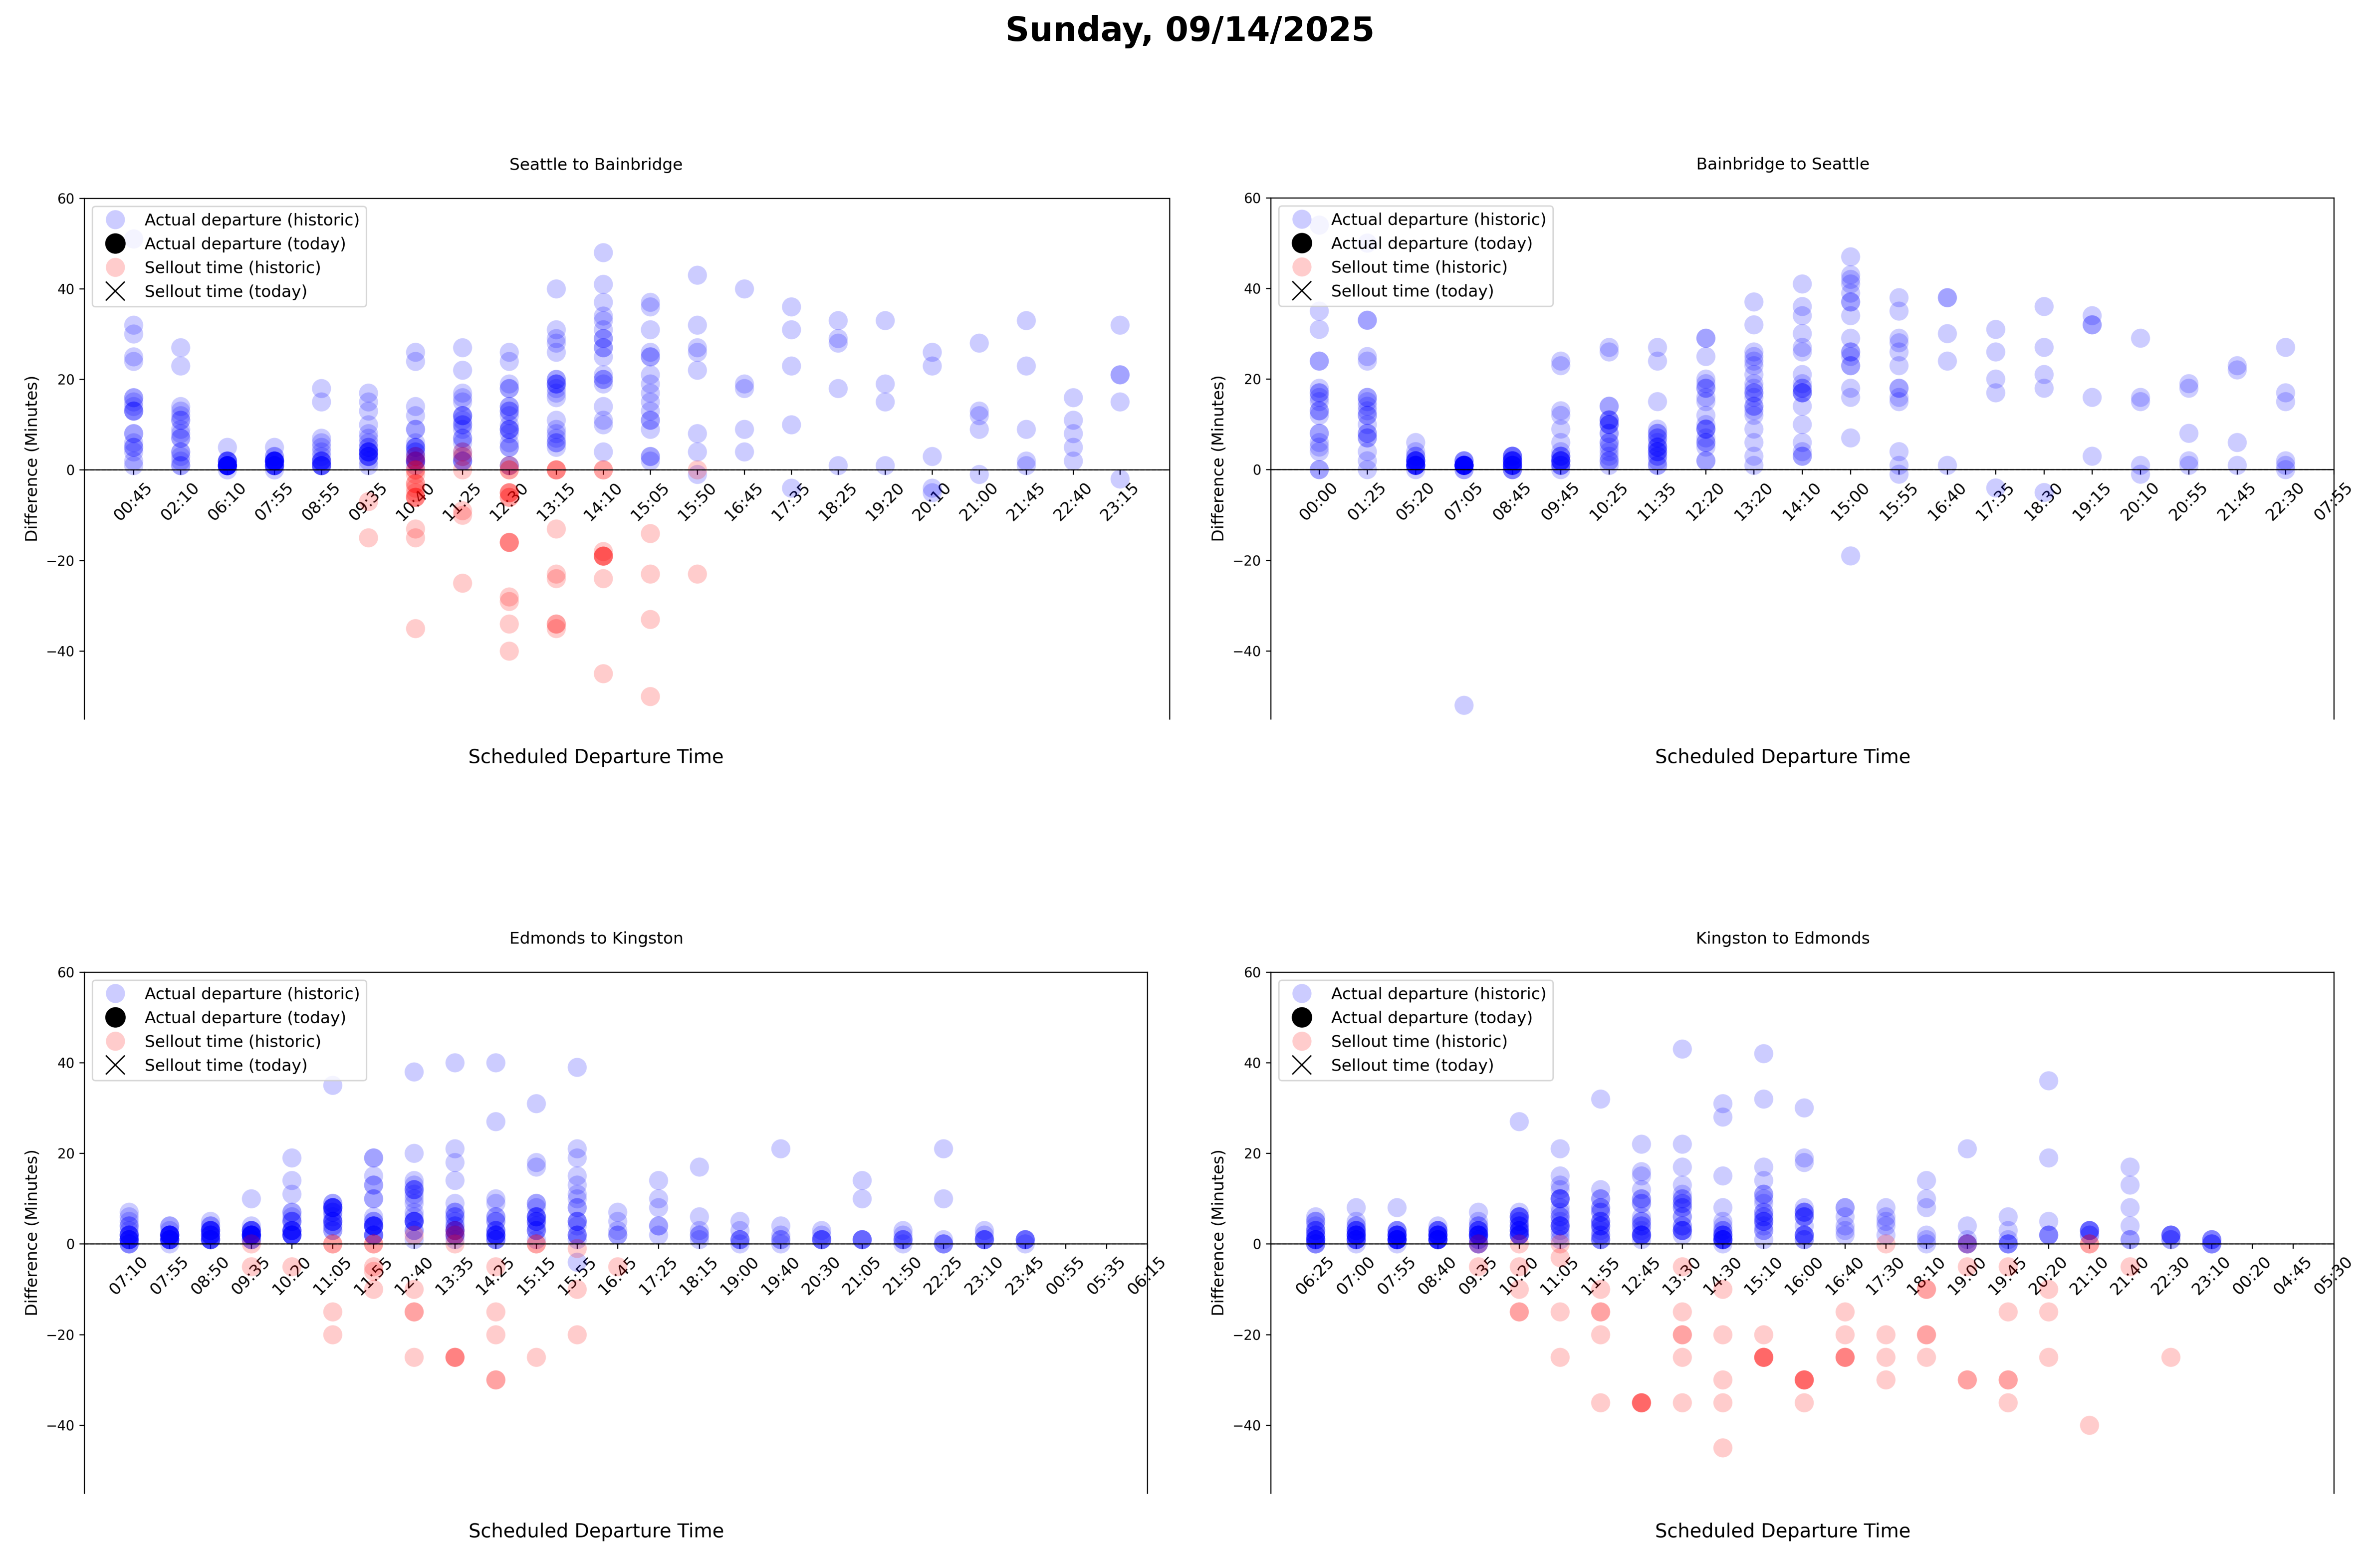 Sunday, 09/14/2025
Seattle to Bainbridge
60
40
20
0
−20
−40
Difference (Minutes)
Actual departure (historic)
Actual departure (today)
Sellout time (historic)
Sellout time (today)
00:45 02:10 06:10 07:55 08:55 09:35 10:40 11:25 12:30 13:15 14:10 15:05 15:50 16:45 17:35 18:25 19:20 20:10 21:00 21:45 22:40 23:15
Scheduled Departure Time
Bainbridge to Seattle
60
40
20
0
−20
−40
Difference (Minutes)
Actual departure (historic)
Actual departure (today)
Sellout time (historic)
Sellout time (today)
00:00 01:25 05:20 07:05 08:45 09:45 10:25 11:35 12:20 13:20 14:10 15:00 15:55 16:40 17:35 18:30 19:15 20:10 20:55 21:45 22:30 07:55
Scheduled Departure Time
Edmonds to Kingston
60
40
20
0
−20
−40
Difference (Minutes)
Actual departure (historic)
Actual departure (today)
Sellout time (historic)
Sellout time (today)
07:10 07:55 08:50 09:35 10:20 11:05 11:55 12:40 13:35 14:25 15:15 15:55 16:45 17:25 18:15 19:00 19:40 20:30 21:05 21:50 22:25 23:10 23:45 00:55 05:35 06:15
Scheduled Departure Time
Kingston to Edmonds
60
40
20
0
−20
−40
Difference (Minutes)
Actual departure (historic)
Actual departure (today)
Sellout time (historic)
Sellout time (today)
06:25 07:00 07:55 08:40 09:35 10:20 11:05 11:55 12:45 13:30 14:30 15:10 16:00 16:40 17:30 18:10 19:00 19:45 20:20 21:10 21:40 22:30 23:10 00:20 04:45 05:30
Scheduled Departure Time